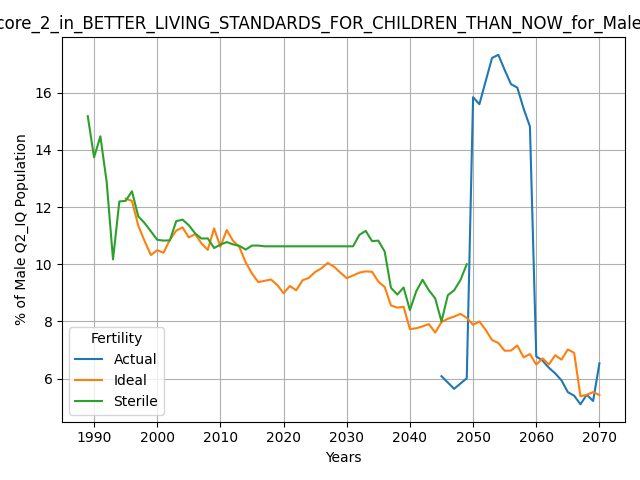 core_2_in_BETTER_LIVING_STANDARDS_FOR_CHILDREN_THAN_NOW_for_Male
% of Male Q2_IQ Population
16
14
12
10
8
6
Fertility
Actual
Ideal
Sterile
1990 2000 2010 2020 2030 2040 2050 2060 2070
Years